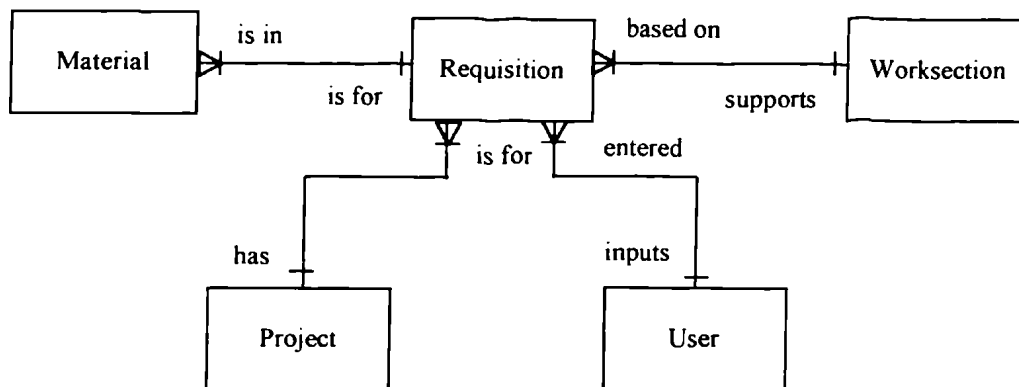 is in
based on
Material
Requisition
Worksection
is for
supports
is for
entered
has
inputs
Project
User